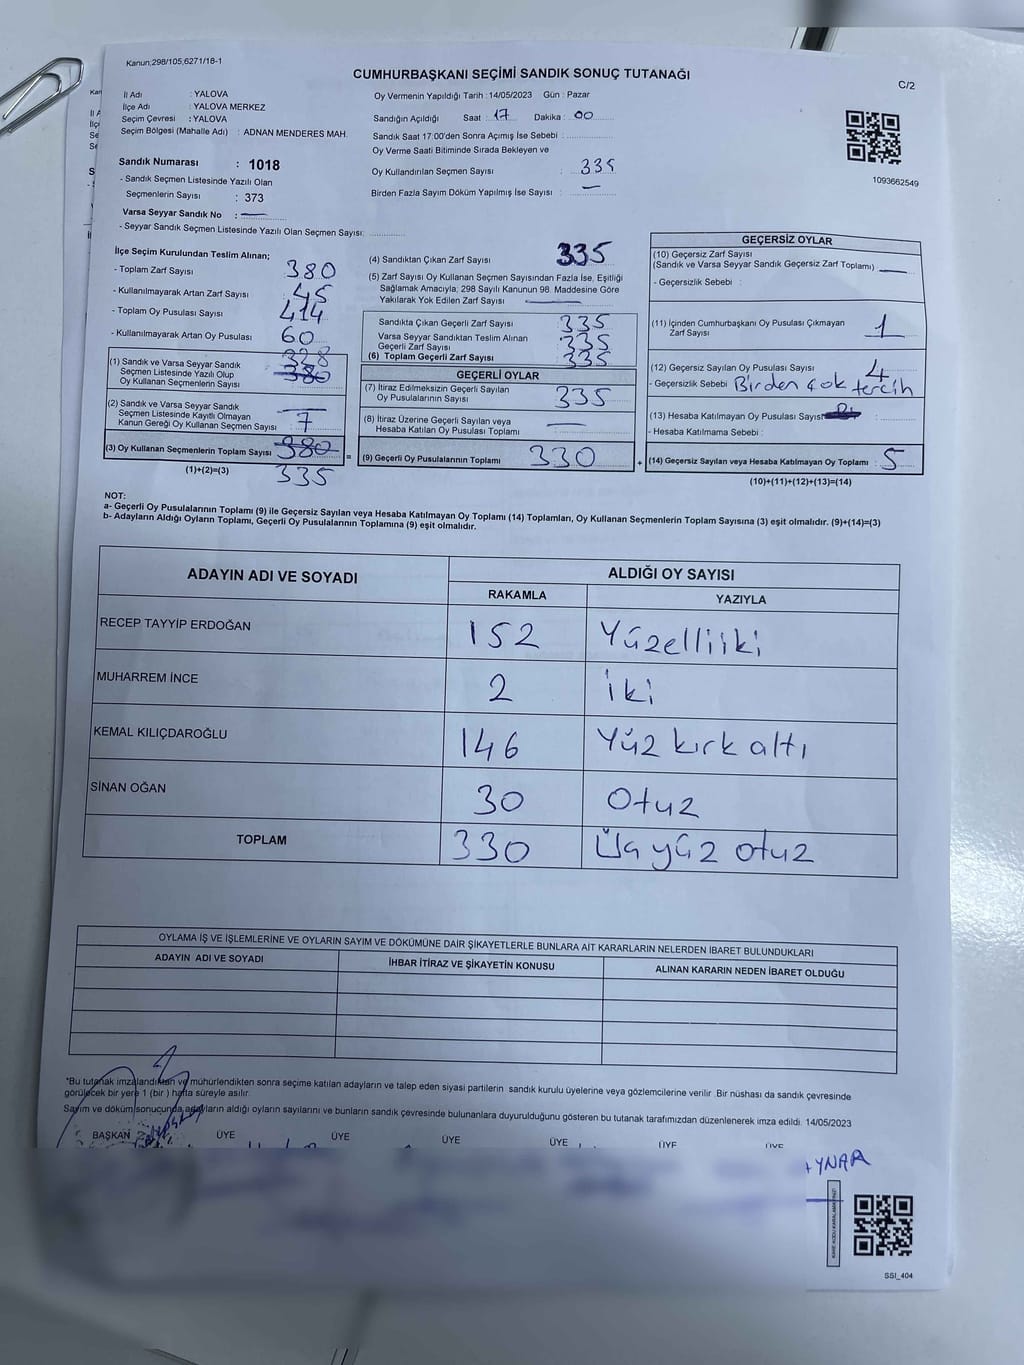 Kanun;298/105,6271/18-1
CUMHURBAŞKANI SEÇİMİ SANDIK SONUÇ TUTANAĞI
C/2
İl Adı : YALOVA
İlçe Adı : YALOVA MERKEZ
Seçim Çevresi : YALOVA
Seçim Bölgesi (Mahalle Adı) : ADNAN MENDERES MAH.
Sandık Numarası : 1018
- Sandık Seçmen Listesinde Yazılı Olan
Seçmenlerin Sayısı : 373
Varsa Seyyar Sandık No : —
- Seyyar Sandık Seçmen Listesinde Yazılı Olan Seçmen Sayısı:
Oy Vermenin Yapıldığı Tarih :14/05/2023 Gün : Pazar
Sandığın Açıldığı Saat : 17 Dakika : 00
Sandık Saat 17:00'den Sonra Açımış İse Sebebi :
Oy Verme Saati Bitiminde Sırada Bekleyen ve
Oy Kullandırılan Seçmen Sayısı : 335
Birden Fazla Sayım Döküm Yapılmış İse Sayısı : —
1093662549
İlçe Seçim Kurulundan Teslim Alınan;
- Toplam Zarf Sayısı 380
- Kullanılmayarak Artan Zarf Sayısı 45
- Toplam Oy Pusulası Sayısı 414
- Kullanılmayarak Artan Oy Pusulası 60
(1) Sandık ve Varsa Seyyar Sandık
Seçmen Listesinde Yazılı Olup
Oy Kullanan Seçmenlerin Sayısı
328
380
(2) Sandık ve Varsa Seyyar Sandık
Seçmen Listesinde Kayıtlı Olmayan
Kanun Gereği Oy Kullanan Seçmen Sayısı : 7
(3) Oy Kullanan Seçmenlerin Toplam Sayısı 380
(1)+(2)=(3) 335
(4) Sandıktan Çıkan Zarf Sayısı 335
(5) Zarf Sayısı Oy Kullanan Seçmen Sayısından Fazla İse, Eşitliği
Sağlamak Amacıyla; 298 Sayılı Kanunun 98. Maddesine Göre
Yakılarak Yok Edilen Zarf Sayısı : —
Sandıkta Çıkan Geçerli Zarf Sayısı : 335
Varsa Seyyar Sandıktan Teslim Alınan
Geçerli Zarf Sayısı : 335
(6) Toplam Geçerli Zarf Sayısı : 335
GEÇERLİ OYLAR
(7) İtiraz Edilmeksizin Geçerli Sayılan
Oy Pusulalarının Sayısı : 335
(8) İtiraz Üzerine Geçerli Sayılan veya
Hesaba Katılan Oy Pusulası Toplamı : —
= (9) Geçerli Oy Pusulalarının Toplamı 330 +
GEÇERSİZ OYLAR
(10) Geçersiz Zarf Sayısı
(Sandık ve Varsa Seyyar Sandık Geçersiz Zarf Toplamı) —
- Geçersizlik Sebebi :
(11) İçinden Cumhurbaşkanı Oy Pusulası Çıkmayan
Zarf Sayısı : 1
(12) Geçersiz Sayılan Oy Pusulası Sayısı : 4
- Geçersizlik Sebebi Birden çok tercih
(13) Hesaba Katılmayan Oy Pusulası Sayısı
- Hesaba Katılmama Sebebi :
(14) Geçersiz Sayılan veya Hesaba Katılmayan Oy Toplamı : 5
(10)+(11)+(12)+(13)=(14)
NOT:
a- Geçerli Oy Pusulalarının Toplamı (9) ile Geçersiz Sayılan veya Hesaba Katılmayan Oy Toplamı (14) Toplamları, Oy Kullanan Seçmenlerin Toplam Sayısına (3) eşit olmalıdır. (9)+(14)=(3)
b- Adayların Aldığı Oyların Toplamı, Geçerli Oy Pusulalarının Toplamına (9) eşit olmalıdır.
ADAYIN ADI VE SOYADI
ALDIĞI OY SAYISI
RAKAMLA YAZIYLA
RECEP TAYYİP ERDOĞAN 152 Yüzelliiki
MUHARREM İNCE 2 iki
KEMAL KILIÇDAROĞLU 146 Yüz kırk altı
SİNAN OĞAN 30 Otuz
TOPLAM 330 Üç yüz otuz
OYLAMA İŞ VE İŞLEMLERİNE VE OYLARIN SAYIM VE DÖKÜMÜNE DAİR ŞİKAYETLERLE BUNLARA AİT KARARLARIN NELERDEN İBARET BULUNDUKLARI
ADAYIN ADI VE SOYADI İHBAR İTİRAZ VE ŞİKAYETİN KONUSU ALINAN KARARIN NEDEN İBARET OLDUĞU
*Bu tutanak imzalandıktan ve mühürlendikten sonra seçime katılan adayların ve talep eden siyasi partilerin sandık kurulu üyelerine veya gözlemcilerine verilir. Bir nüshası da sandık çevresinde
görülecek bir yere 1 (bir) hafta süreyle asılır.
Sayım ve döküm sonucunda adayların aldığı oyların sayılarını ve bunların sandık çevresinde bulunanlara duyurulduğunu gösteren bu tutanak tarafımızdan düzenlenerek imza edildi. 14/05/2023
BAŞKAN ÜYE ÜYE ÜYE ÜYE ÜYE ÜYE
AYNAR
SSI_404